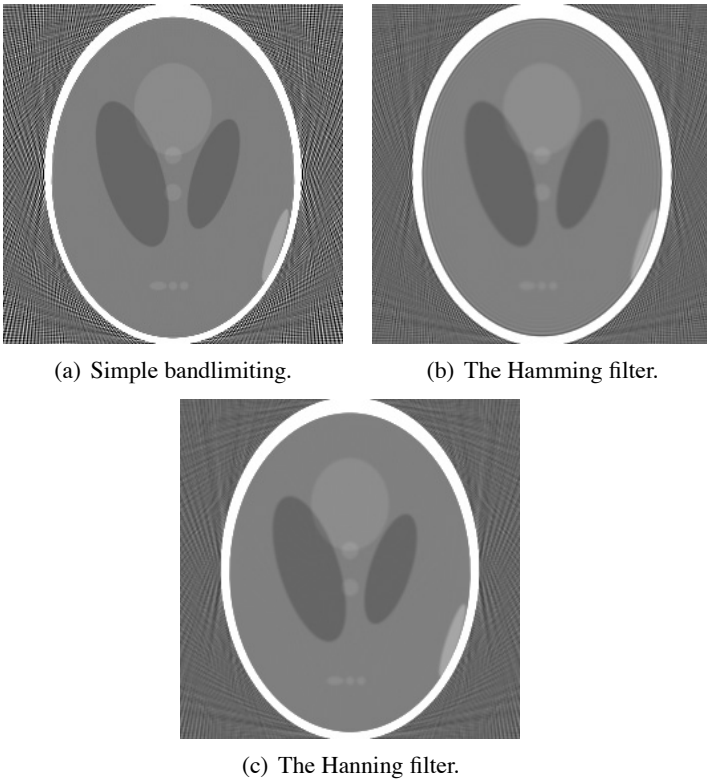 (a) Simple bandlimiting.
(b) The Hamming filter.
(c) The Hanning filter.